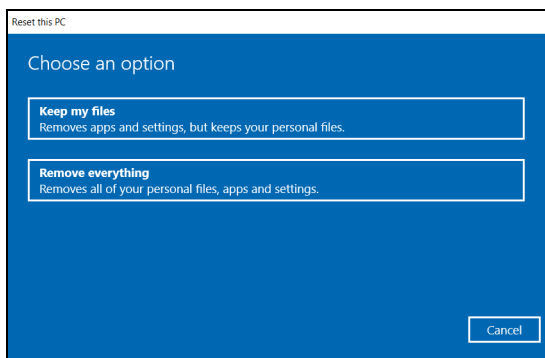 Reset this PC
Choose an option
Keep my files
Removes apps and settings, but keeps your personal files.
Remove everything
Removes all of your personal files, apps and settings.
Cancel